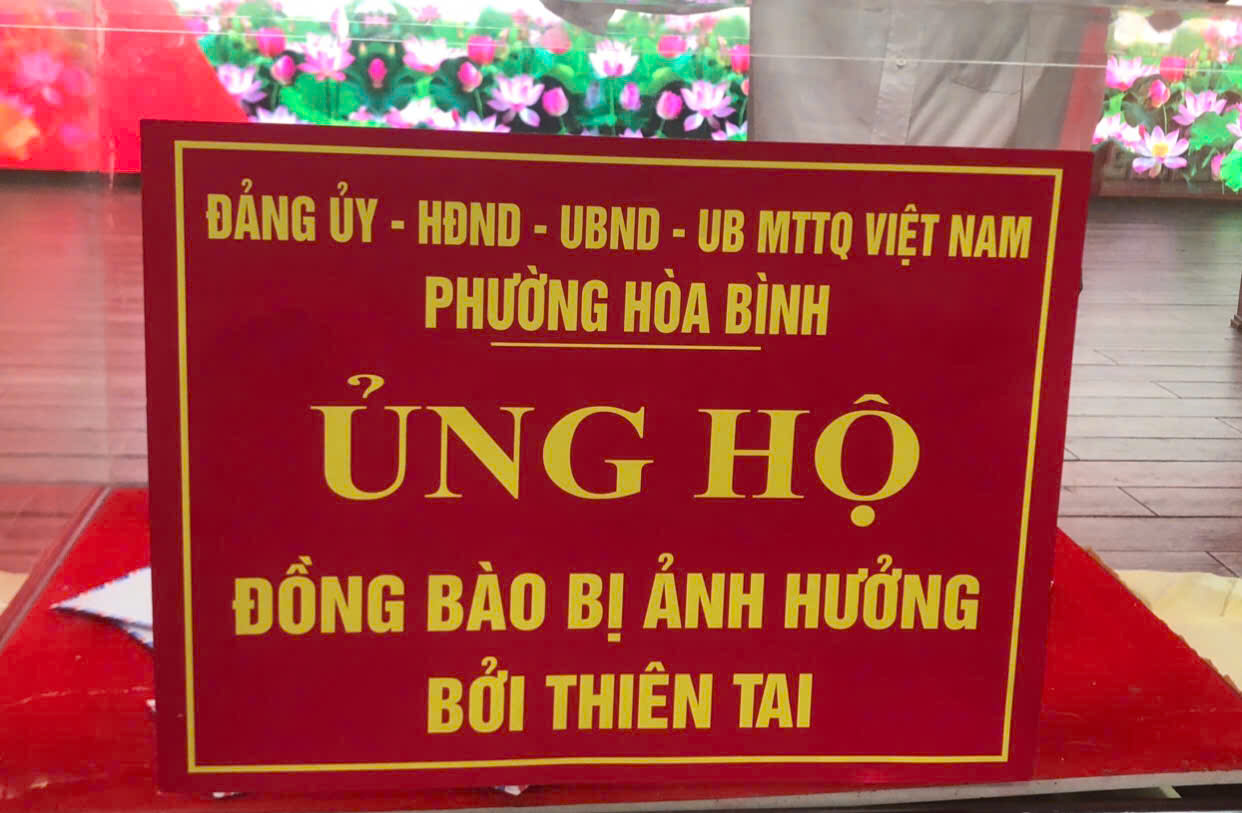 ĐẢNG ỦY - HĐND - UBND - UB MTTQ VIỆT NAM
PHƯỜNG HÒA BÌNH
ỦNG HỘ
ĐỒNG BÀO BỊ ẢNH HƯỞNG
BỞI THIÊN TAI